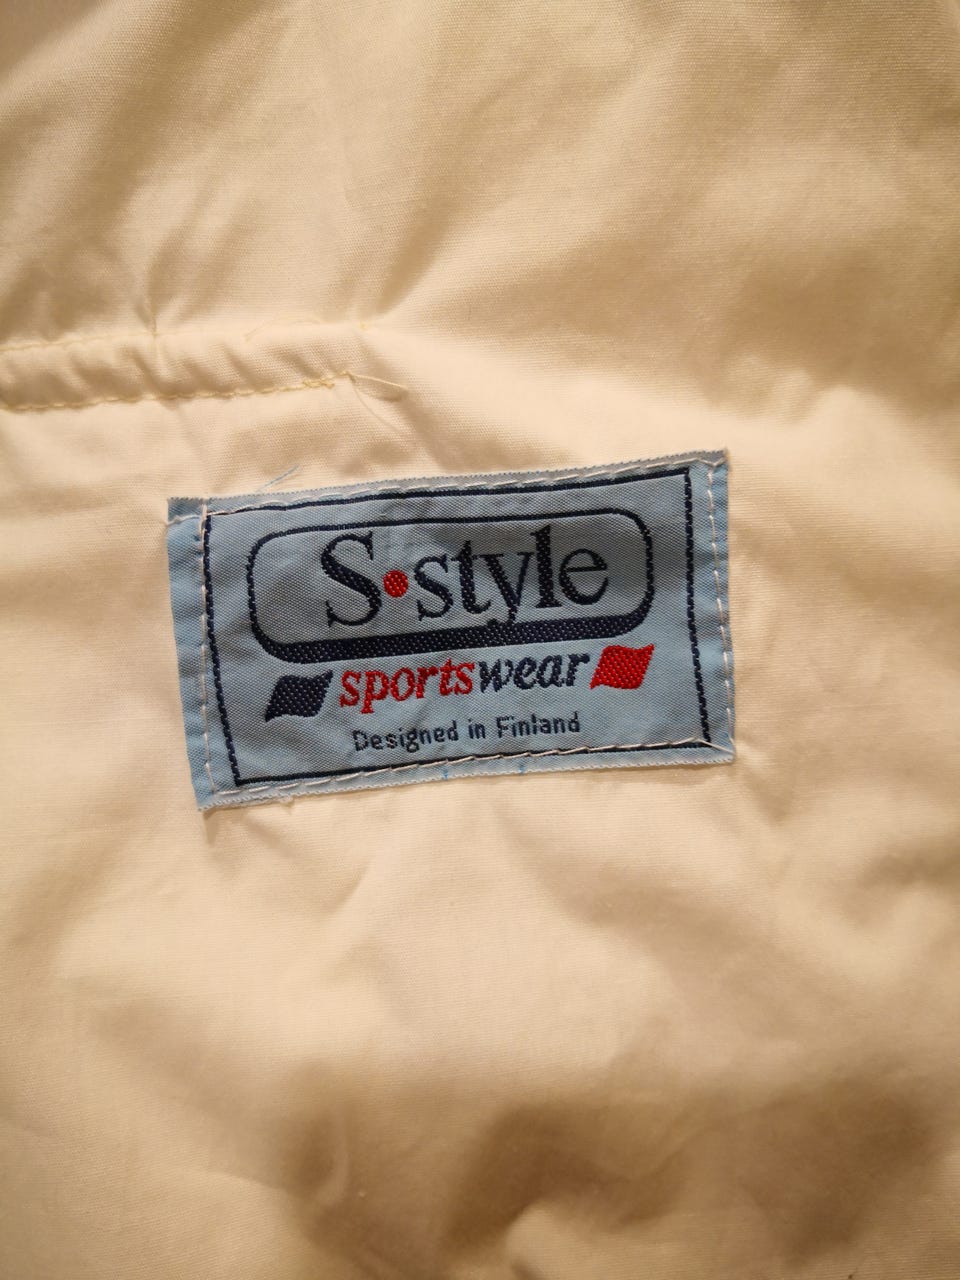 S·style
sportswear
Designed in Finland